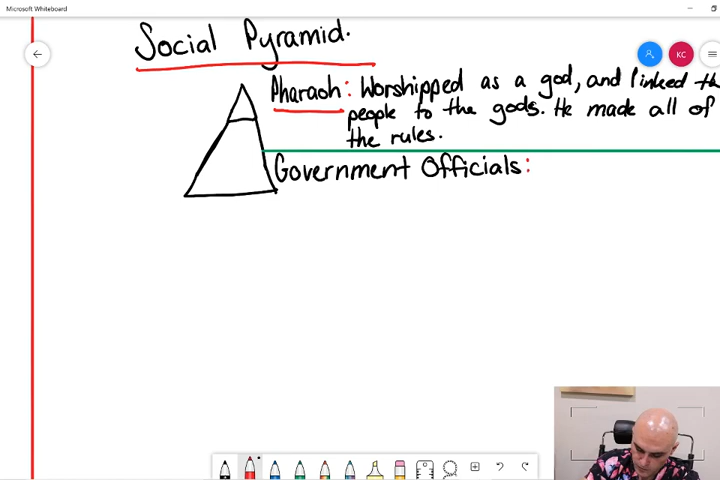 Microsoft Whiteboard
Social Pyramid.
KC
Pharaoh: Worshipped as a god, and linked
people to the gods. He made all of
the rules.
Government Officials: